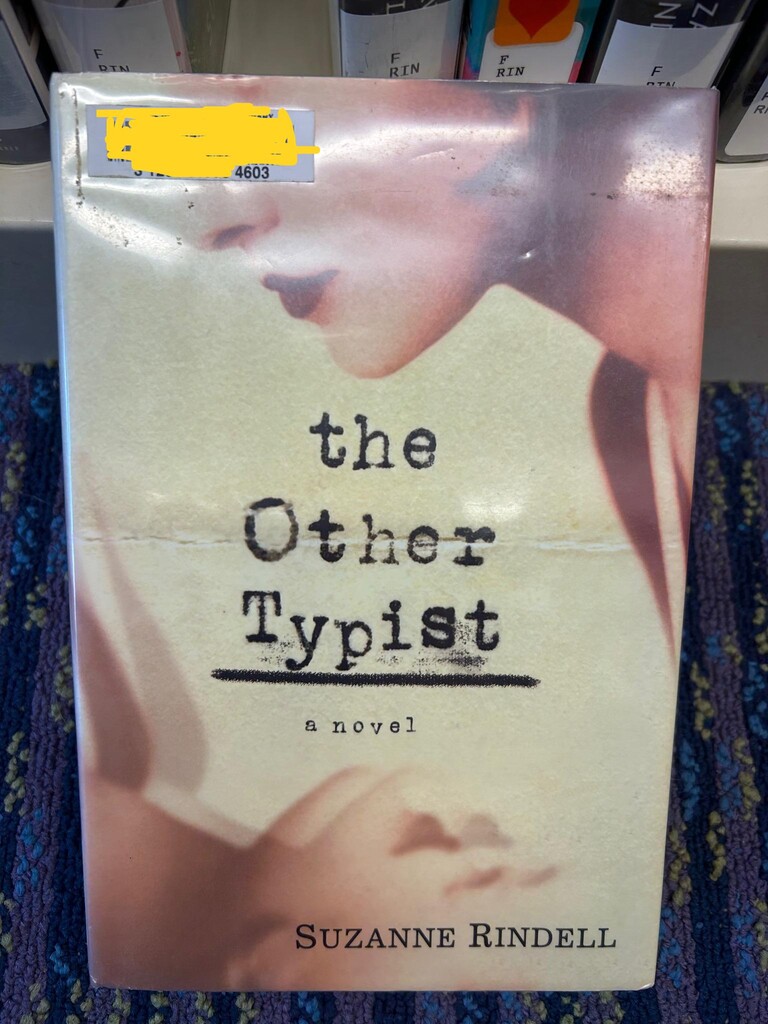 F
RIN
F
RIN
F
RIN
F
4603
the
Other
Typist
a novel
SUZANNE RINDELL